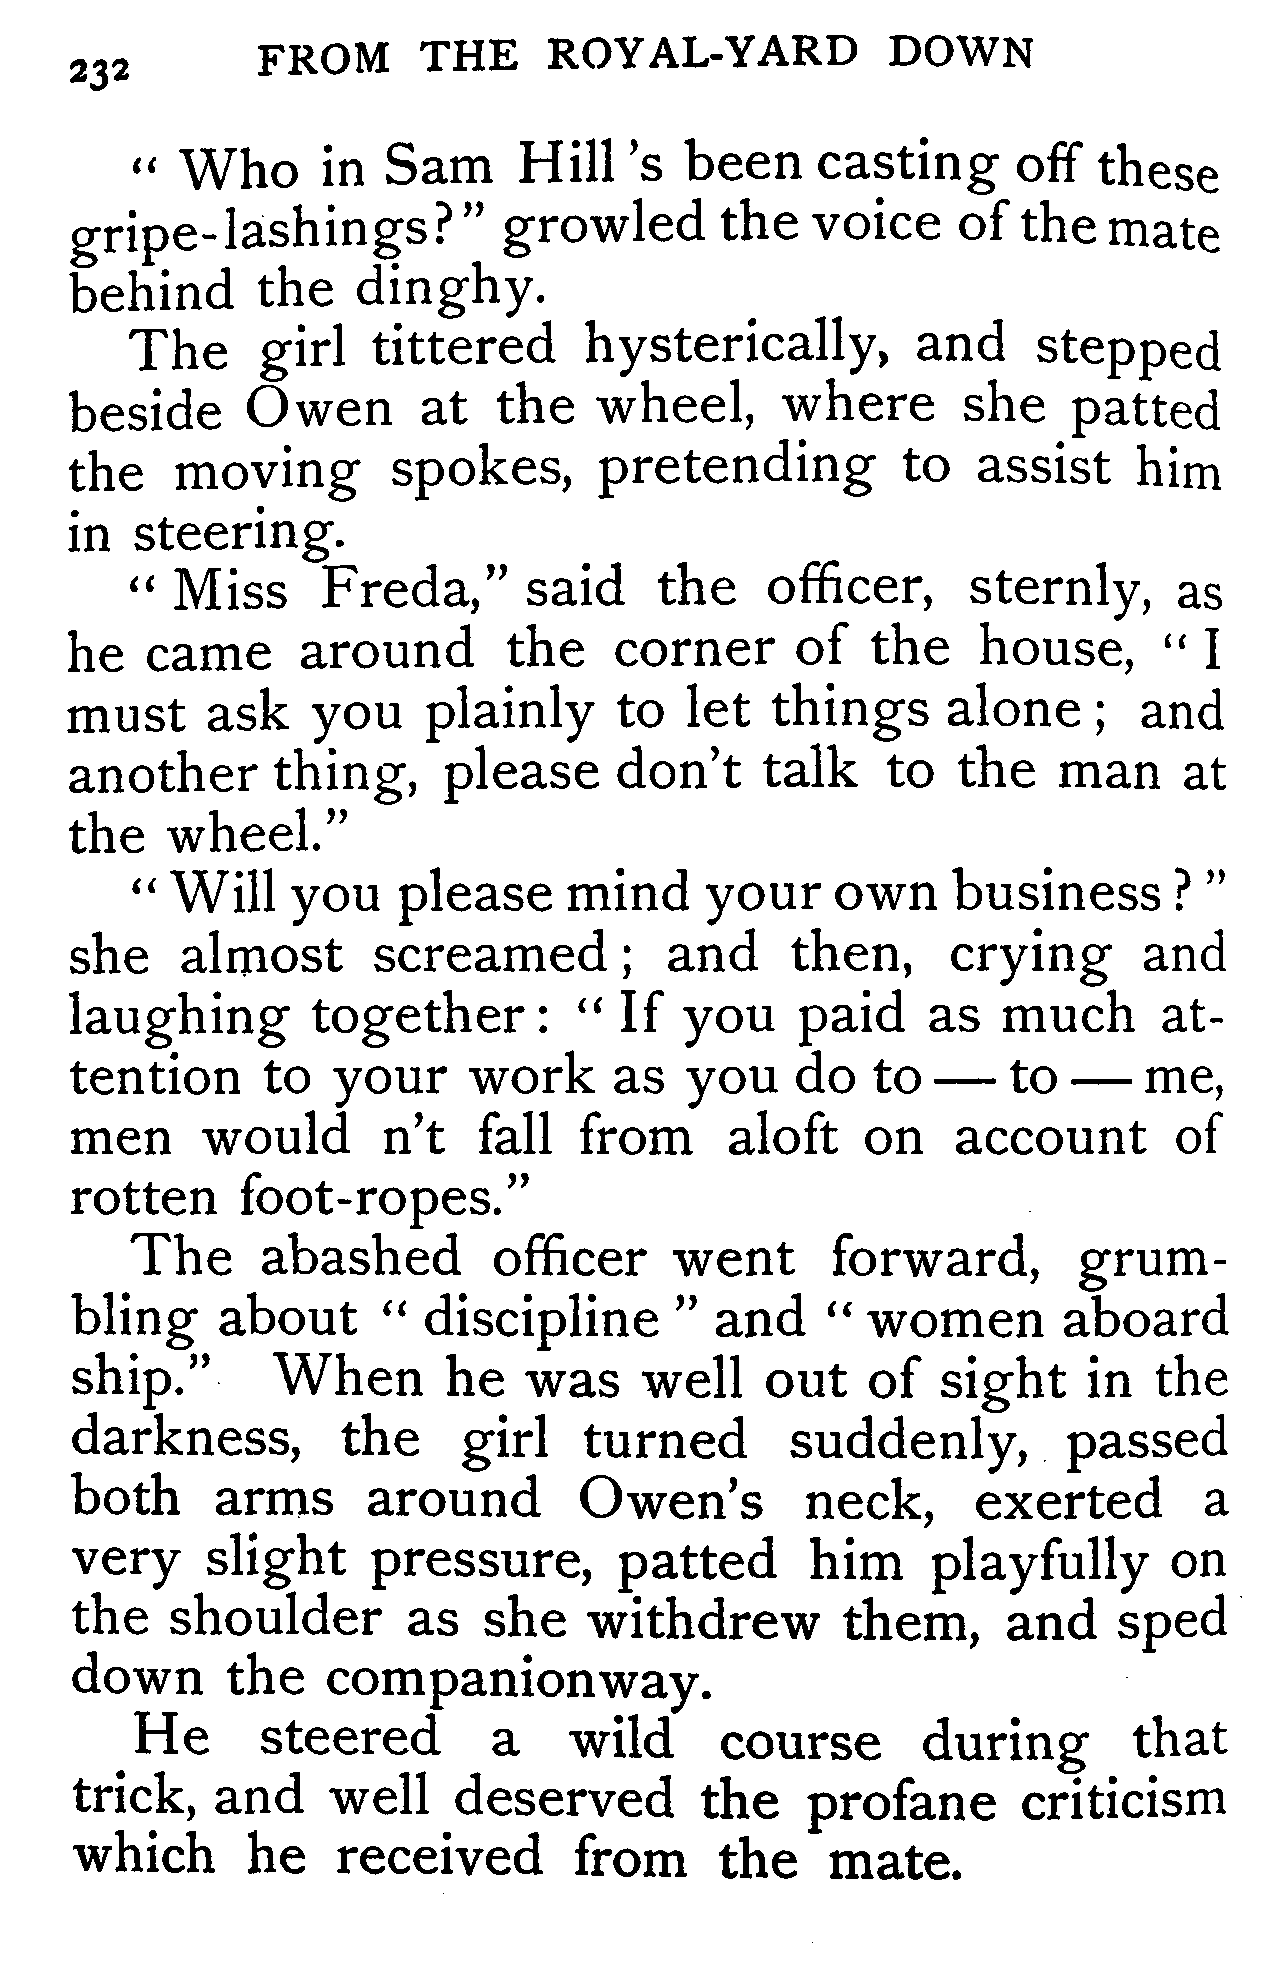 232 FROM THE ROYAL-YARD DOWN
“ Who in Sam Hill ’s been casting off these
gripe-lashings?” growled the voice of the mate
behind the dinghy.
The girl tittered hysterically, and stepped
beside Owen at the wheel, where she patted
the moving spokes, pretending to assist him
in steering.
“ Miss Freda,” said the officer, sternly, as
he came around the corner of the house, “ I
must ask you plainly to let things alone ; and
another thing, please don’t talk to the man at
the wheel.”
“ Will you please mind your own business ? ”
she almost screamed ; and then, crying and
laughing together : “ If you paid as much at-
tention to your work as you do to — to — me,
men would n’t fall from aloft on account of
rotten foot-ropes.”
The abashed officer went forward, grum-
bling about “ discipline ” and “ women aboard
ship.” When he was well out of sight in the
darkness, the girl turned suddenly, passed
both arms around Owen’s neck, exerted a
very slight pressure, patted him playfully on
the shoulder as she withdrew them, and sped
down the companionway.
He steered a wild course during that
trick, and well deserved the profane criticism
which he received from the mate.